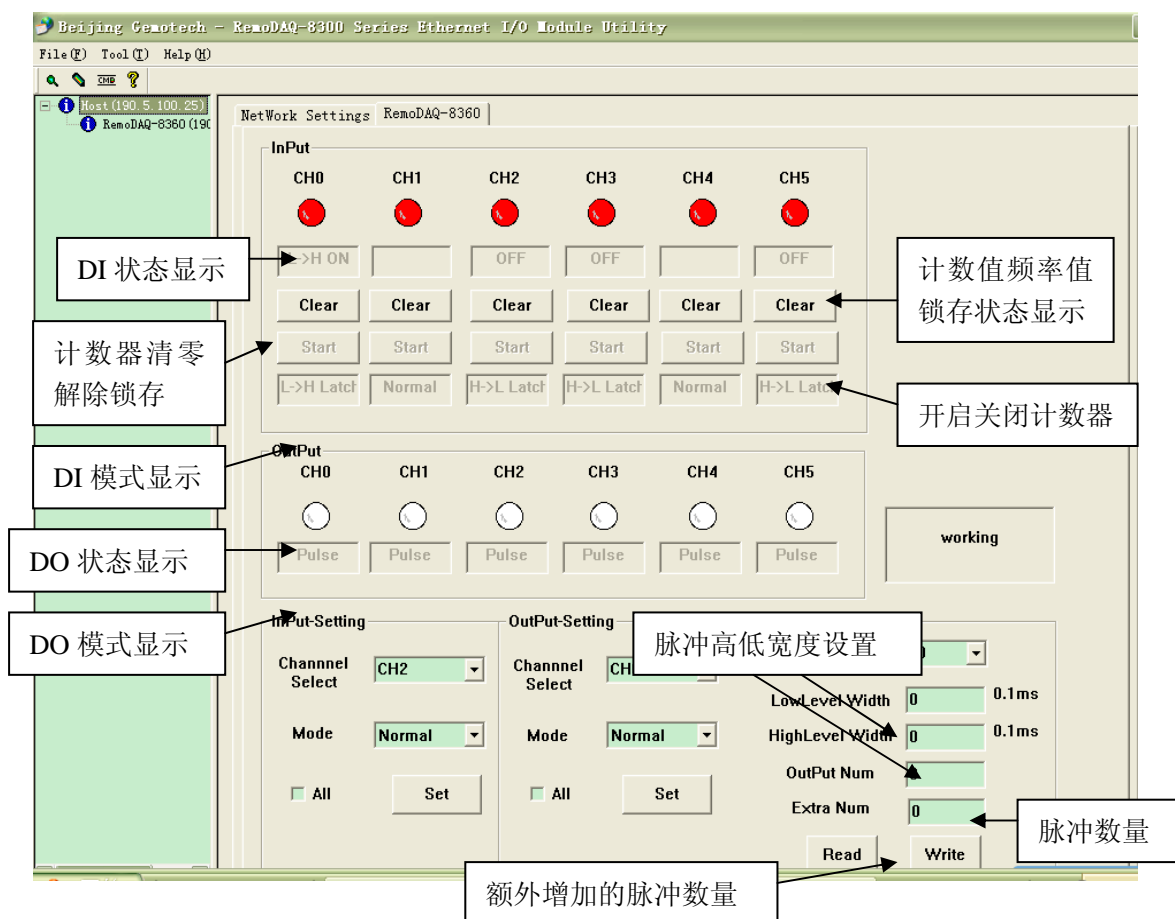 Beijing Gemotech - RemoDAQ-8300 Series Ethernet I/O Module Utility
File(F) Tool(T) Help(H)
CMD
Host(190.5.100.25)
RemoDAQ-8360(190
NetWork Settings RemoDAQ-8360
InPut
CH0 CH1 CH2 CH3 CH4 CH5
DI 状态显示
->H ON OFF OFF OFF
计数值频率值
锁存状态显示
Clear Clear Clear Clear Clear Clear
计数器清零
解除锁存
Start Start Start Start Start Start
L->H Latch Normal H->L Latch H->L Latch Normal H->L Latch
开启关闭计数器
DI 模式显示
OutPut
CH0 CH1 CH2 CH3 CH4 CH5
DO 状态显示
Pulse Pulse Pulse Pulse Pulse Pulse
working
DO 模式显示
InPut-Setting OutPut-Setting
脉冲高低宽度设置
Channnel
Select
CH2
Channnel
Select
CH
LowLevel Width 0 0.1ms
Mode Normal Mode Normal HighLevel Width 0 0.1ms
OutPut Num
All Set All Set
Extra Num 0
脉冲数量
Read Write
额外增加的脉冲数量